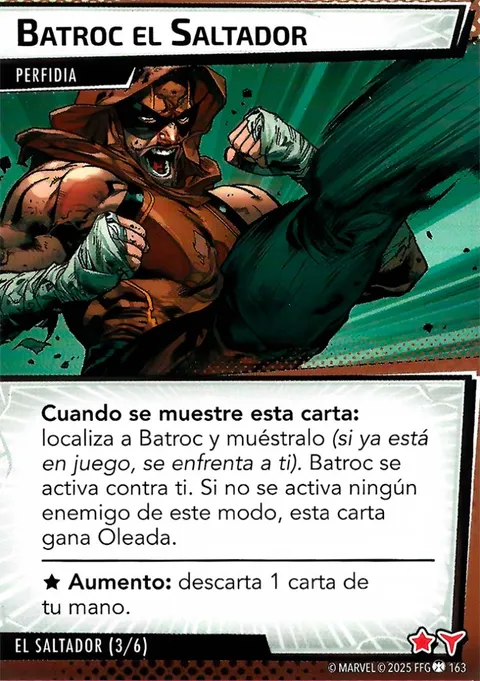 Batroc el Saltador
PERFIDIA
Cuando se muestre esta carta:
localiza a Batroc y muéstralo (si ya está
en juego, se enfrenta a ti). Batroc se
activa contra ti. Si no se activa ningún
enemigo de este modo, esta carta
gana Oleada.
★ Aumento: descarta 1 carta de
tu mano.
EL SALTADOR (3/6)
© MARVEL © 2025 FFG 163